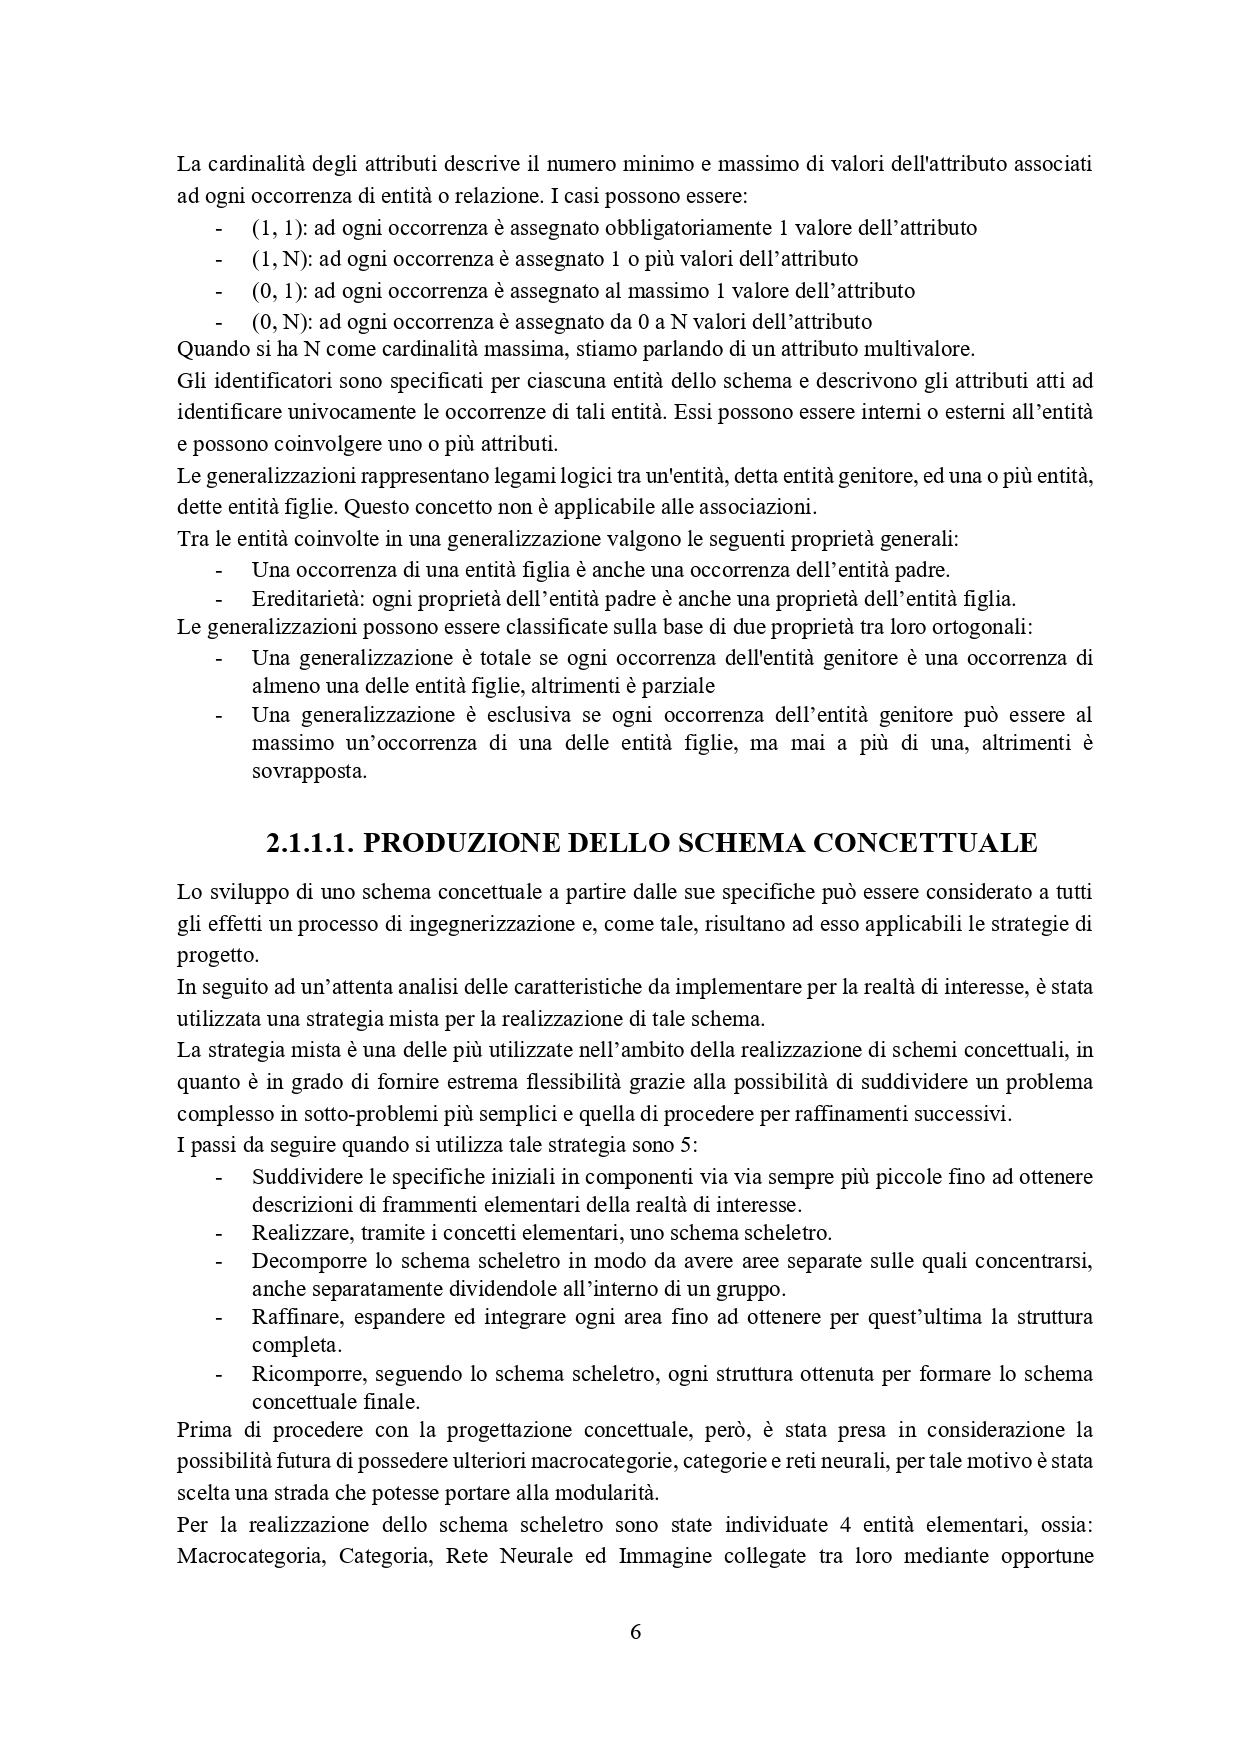 La cardinalità degli attributi descrive il numero minimo e massimo di valori dell'attributo associati
ad ogni occorrenza di entità o relazione. I casi possono essere:
- (1, 1): ad ogni occorrenza è assegnato obbligatoriamente 1 valore dell’attributo
- (1, N): ad ogni occorrenza è assegnato 1 o più valori dell’attributo
- (0, 1): ad ogni occorrenza è assegnato al massimo 1 valore dell’attributo
- (0, N): ad ogni occorrenza è assegnato da 0 a N valori dell’attributo
Quando si ha N come cardinalità massima, stiamo parlando di un attributo multivalore.
Gli identificatori sono specificati per ciascuna entità dello schema e descrivono gli attributi atti ad
identificare univocamente le occorrenze di tali entità. Essi possono essere interni o esterni all’entità
e possono coinvolgere uno o più attributi.
Le generalizzazioni rappresentano legami logici tra un'entità, detta entità genitore, ed una o più entità,
dette entità figlie. Questo concetto non è applicabile alle associazioni.
Tra le entità coinvolte in una generalizzazione valgono le seguenti proprietà generali:
- Una occorrenza di una entità figlia è anche una occorrenza dell’entità padre.
- Ereditarietà: ogni proprietà dell’entità padre è anche una proprietà dell’entità figlia.
Le generalizzazioni possono essere classificate sulla base di due proprietà tra loro ortogonali:
- Una generalizzazione è totale se ogni occorrenza dell'entità genitore è una occorrenza di
almeno una delle entità figlie, altrimenti è parziale
- Una generalizzazione è esclusiva se ogni occorrenza dell’entità genitore può essere al
massimo un’occorrenza di una delle entità figlie, ma mai a più di una, altrimenti è
sovrapposta.
2.1.1.1. PRODUZIONE DELLO SCHEMA CONCETTUALE
Lo sviluppo di uno schema concettuale a partire dalle sue specifiche può essere considerato a tutti
gli effetti un processo di ingegnerizzazione e, come tale, risultano ad esso applicabili le strategie di
progetto.
In seguito ad un’attenta analisi delle caratteristiche da implementare per la realtà di interesse, è stata
utilizzata una strategia mista per la realizzazione di tale schema.
La strategia mista è una delle più utilizzate nell’ambito della realizzazione di schemi concettuali, in
quanto è in grado di fornire estrema flessibilità grazie alla possibilità di suddividere un problema
complesso in sotto-problemi più semplici e quella di procedere per raffinamenti successivi.
I passi da seguire quando si utilizza tale strategia sono 5:
- Suddividere le specifiche iniziali in componenti via via sempre più piccole fino ad ottenere
descrizioni di frammenti elementari della realtà di interesse.
- Realizzare, tramite i concetti elementari, uno schema scheletro.
- Decomporre lo schema scheletro in modo da avere aree separate sulle quali concentrarsi,
anche separatamente dividendole all’interno di un gruppo.
- Raffinare, espandere ed integrare ogni area fino ad ottenere per quest’ultima la struttura
completa.
- Ricomporre, seguendo lo schema scheletro, ogni struttura ottenuta per formare lo schema
concettuale finale.
Prima di procedere con la progettazione concettuale, però, è stata presa in considerazione la
possibilità futura di possedere ulteriori macrocategorie, categorie e reti neurali, per tale motivo è stata
scelta una strada che potesse portare alla modularità.
Per la realizzazione dello schema scheletro sono state individuate 4 entità elementari, ossia:
Macrocategoria, Categoria, Rete Neurale ed Immagine collegate tra loro mediante opportune
6